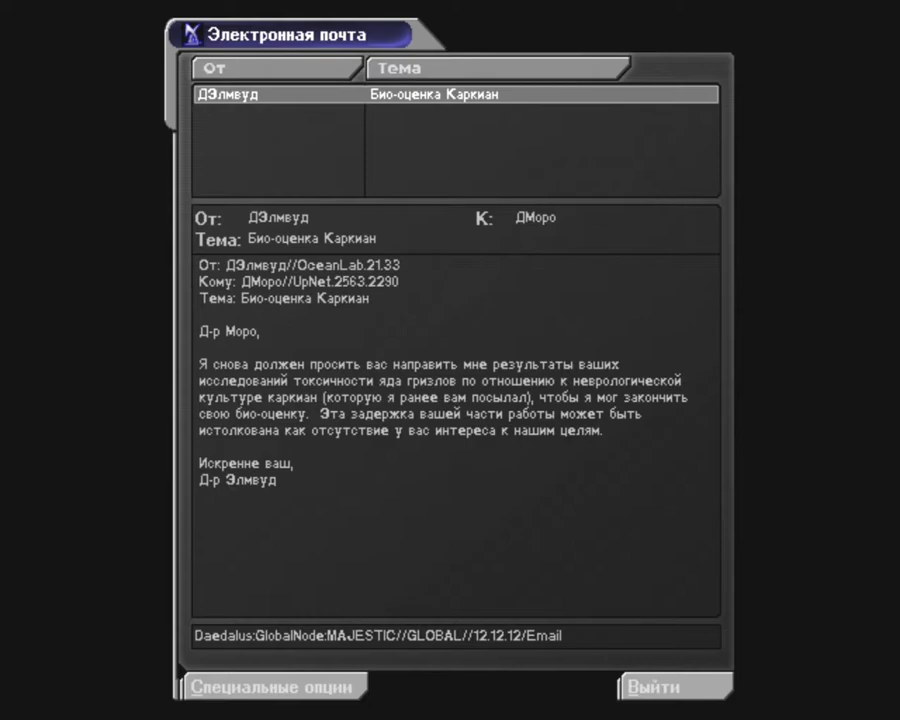 Электронная почта
От Тема
ДЭлмвуд Био-оценка Каркиан
От: ДЭлмвуд К: ДМоро
Тема: Био-оценка Каркиан
От: ДЭлмвуд//OceanLab.21.33
Кому: ДМоро//UpNet.2563.2290
Тема: Био-оценка Каркиан
Д-р Моро,
Я снова должен просить вас направить мне результаты ваших
исследований токсичности яда гризлов по отношению к неврологической
культуре каркиан (которую я ранее вам посылал), чтобы я мог закончить
свою био-оценку. Эта задержка вашей части работы может быть
истолкована как отсутствие у вас интереса к нашим целям.
Искренне ваш,
Д-р Элмвуд
Daedalus:GlobalNode:MAJESTIC//GLOBAL//12.12.12/Email
Специальные опции Выйти